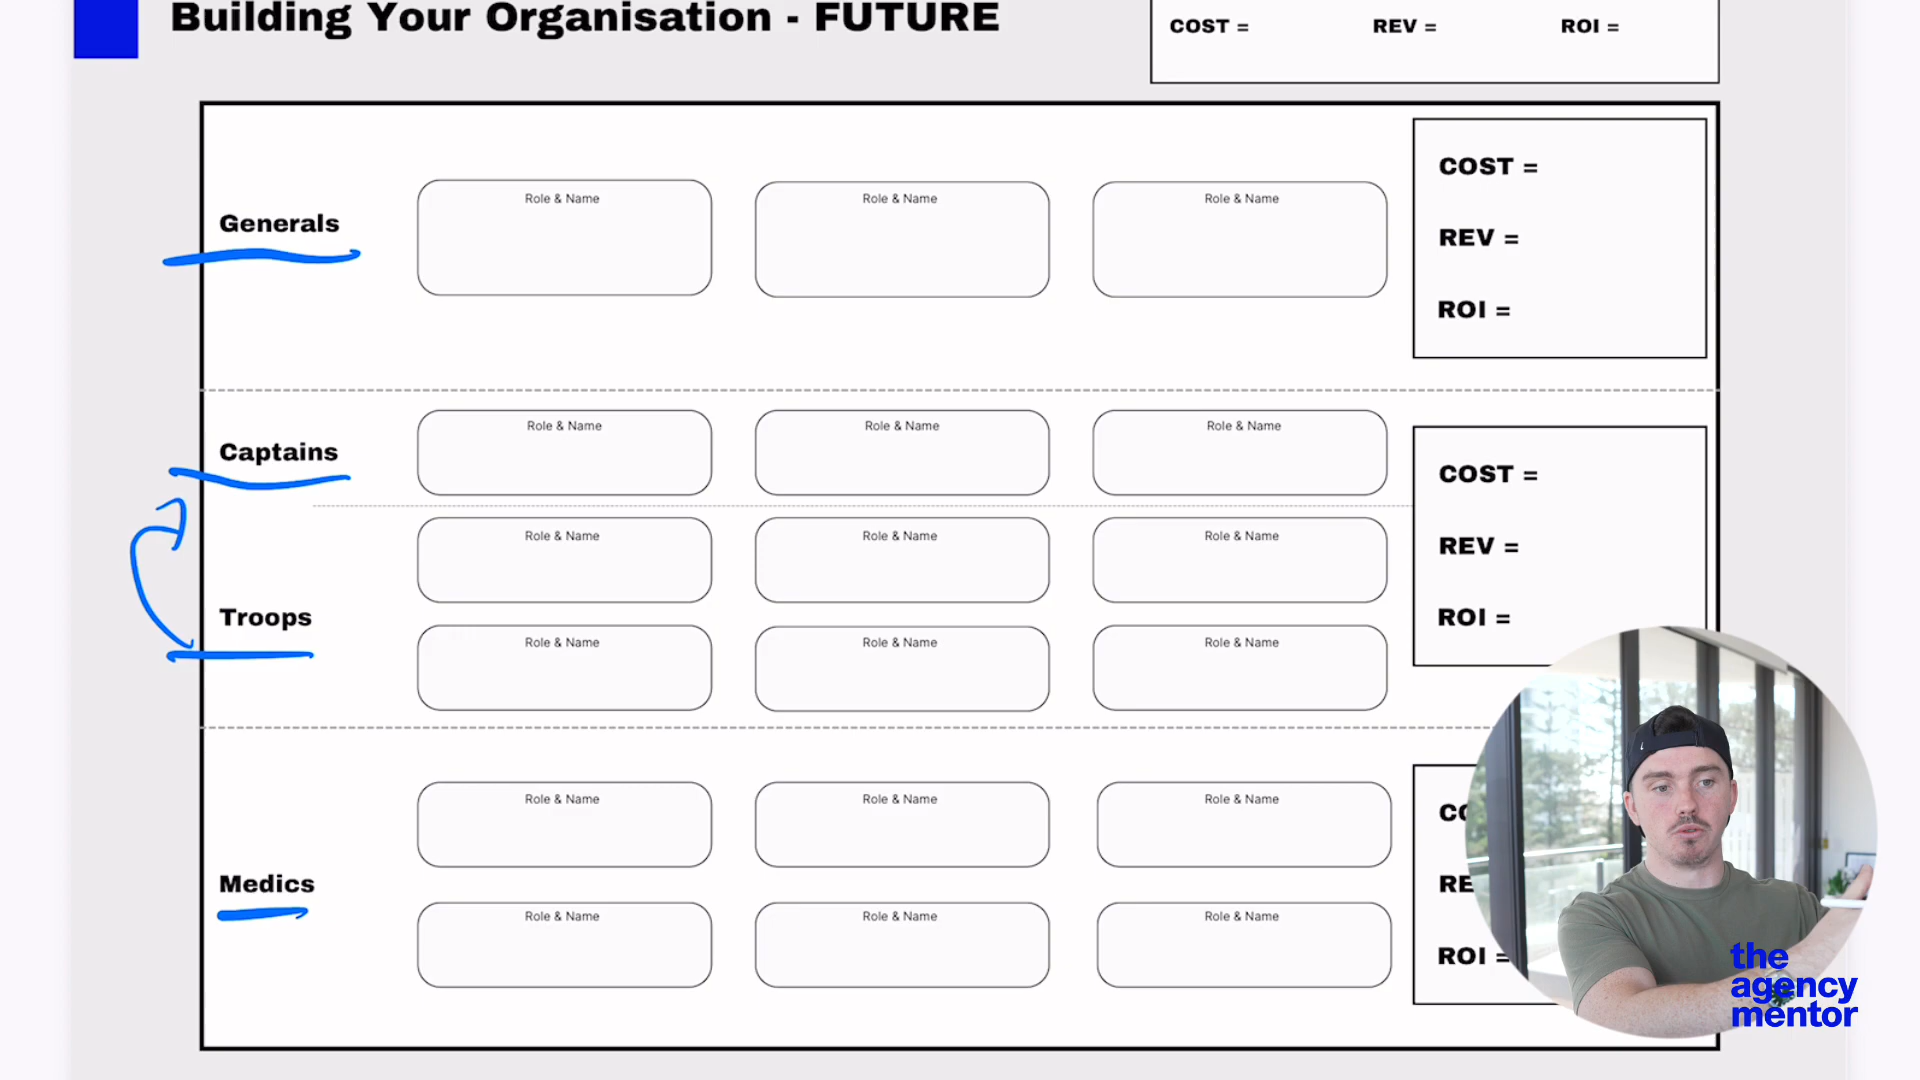 Building Your Organisation - FUTURE
COST = REV = ROI =
Generals
Role & Name Role & Name Role & Name
COST =
REV =
ROI =
Captains
Role & Name Role & Name Role & Name
Troops
Role & Name Role & Name Role & Name
Role & Name Role & Name Role & Name
COST =
REV =
ROI =
Medics
Role & Name Role & Name Role & Name
Role & Name Role & Name Role & Name
ROI =
the
agency
mentor